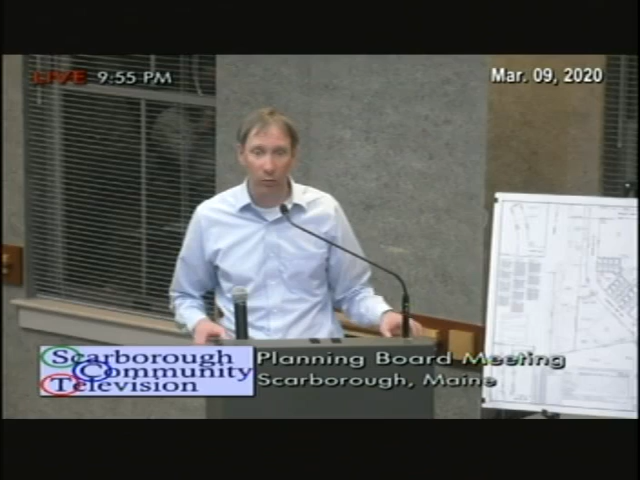 LIVE 9:55 PM
Mar. 09, 2020
Scarborough
Community
Television
Planning Board Meeting
Scarborough, Maine